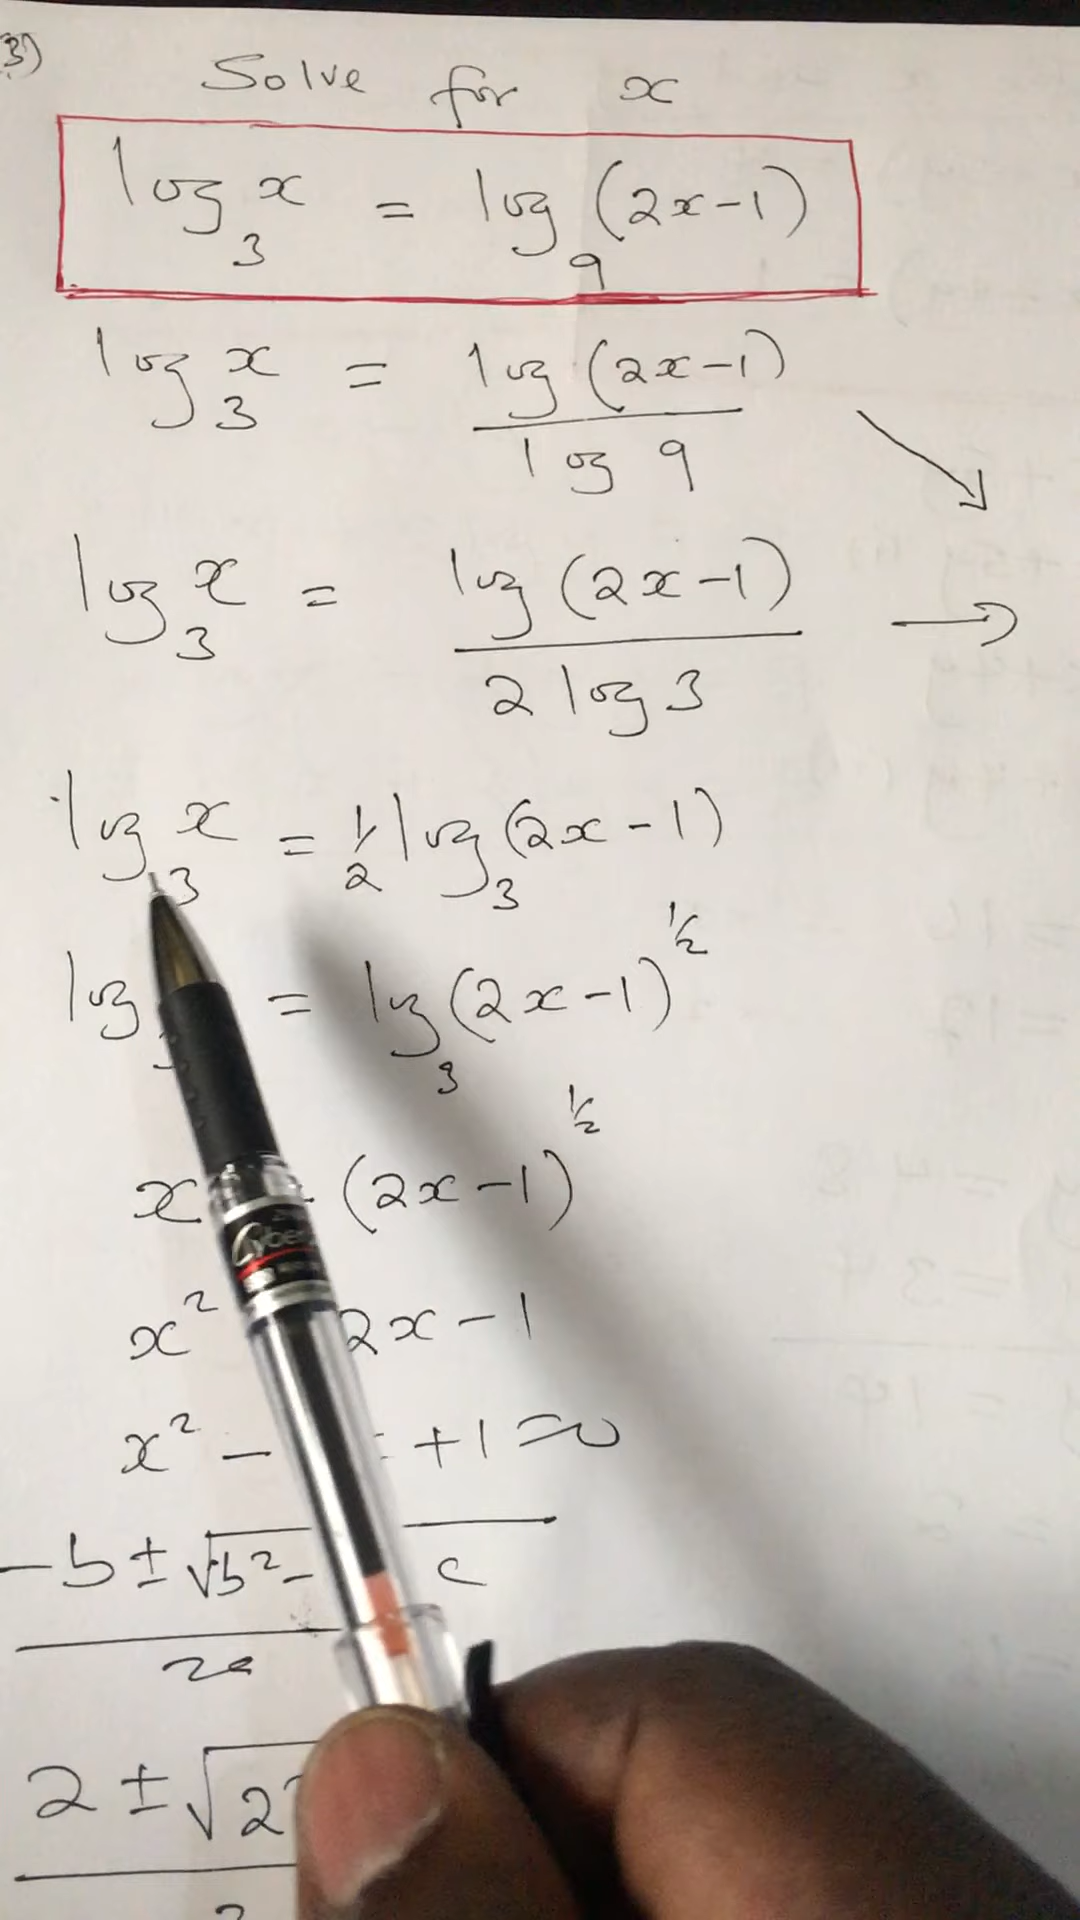 3)
Solve for x
log₃ x = log₉ (2x-1)
log₃ x = log (2x-1) / log 9
log₃ x = log (2x-1) / 2 log 3
log₃ x = 1/2 log₃ (2x-1)
log = log₃ (2x-1)^½
x (2x-1)^½
x² 2x-1
x² - +1=0
-b±√b²- c / 2a
2±√2
Cyber